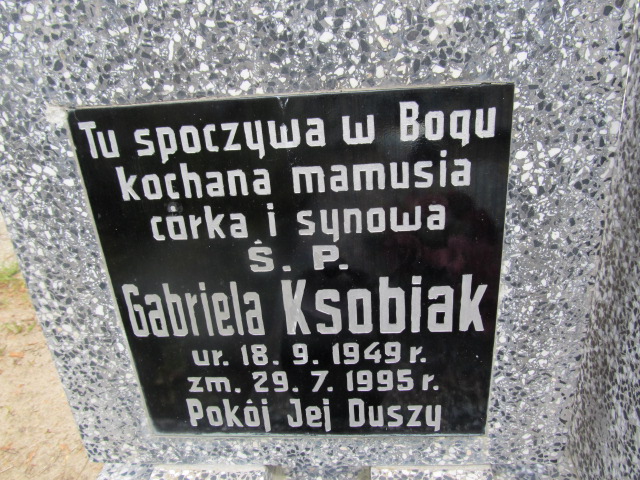 Tu spoczywa w Bogu
kochana mamusia
córka i synowa
Ś. P.
Gabriela Ksobiak
ur. 18. 9. 1949 r.
zm. 29. 7. 1995 r.
Pokój Jej Duszy